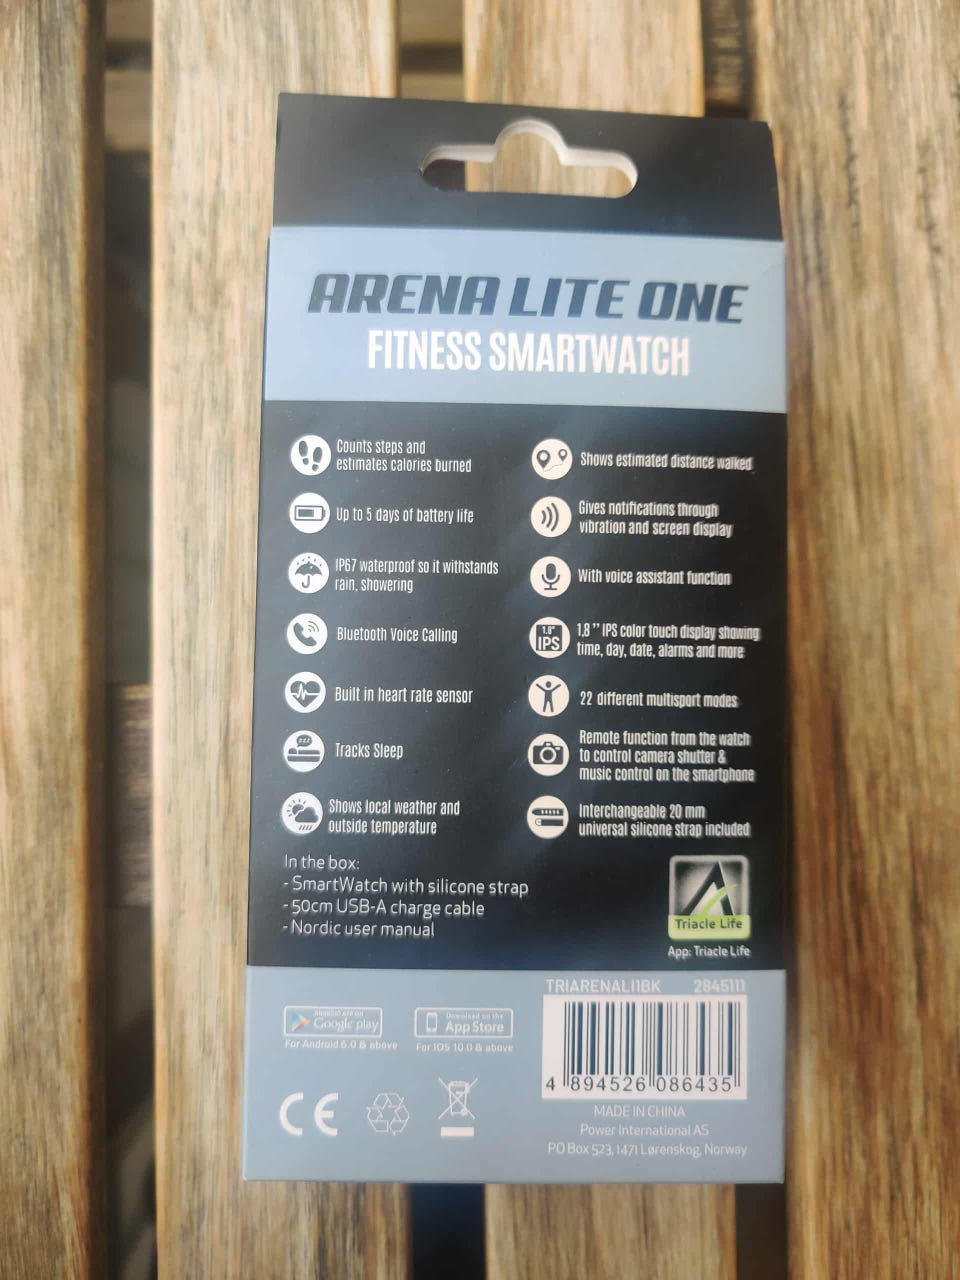 ARENA LITE ONE
FITNESS SMARTWATCH
Counts steps and
estimates calories burned
Up to 5 days of battery life
IP67 waterproof so it withstands
rain, showering
Bluetooth Voice Calling
Built in heart rate sensor
Tracks Sleep
Shows local weather and
outside temperature
Shows estimated distance walked
Gives notifications through
vibration and screen display
With voice assistant function
1.8"
IPS
1,8 '' IPS color touch display showing
time, day, date, alarms and more
22 different multisport modes
Remote function from the watch
to control camera shutter &
music control on the smartphone
Interchangeable 20 mm
universal silicone strap included
In the box:
- SmartWatch with silicone strap
- 50cm USB-A charge cable
- Nordic user manual
Triacle Life
App: Triacle Life
TRIARENALI1BK 2845111
Google play
For Android 6.0 & above
Download on the
App Store
For IOS 10.0 & above
4 894526 086435
CE
MADE IN CHINA
Power International AS
PO Box 523, 1471 Lørenskog, Norway